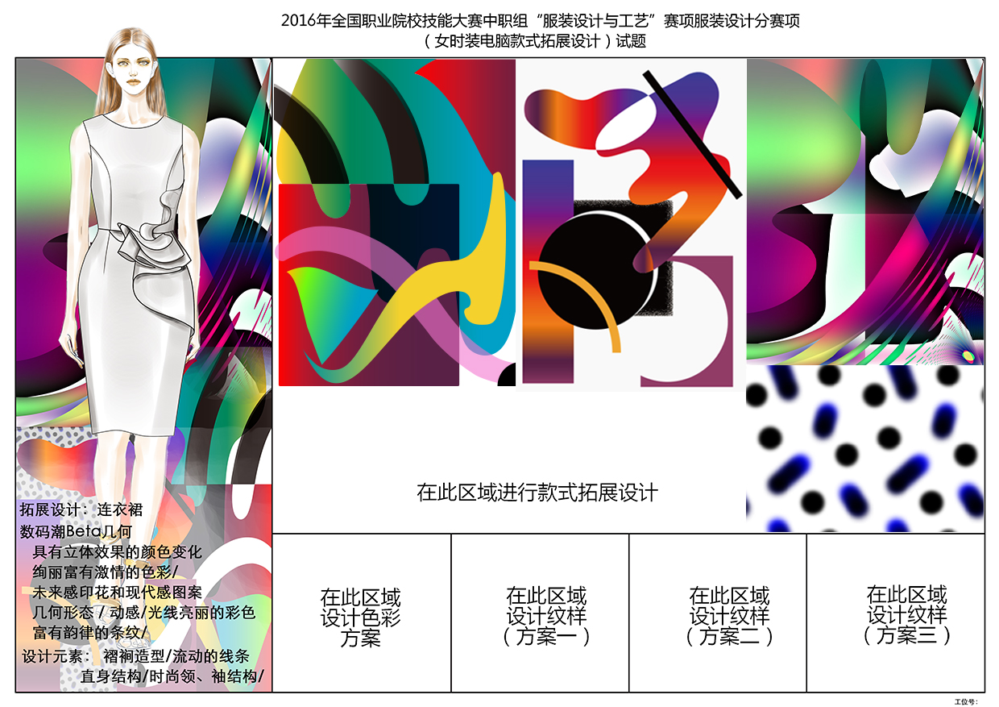 2016年全国职业院校技能大赛中职组“服装设计与工艺”赛项服装设计分赛项
（女时装电脑款式拓展设计）试题
拓展设计：连衣裙
数码潮Beta几何
具有立体效果的颜色变化
绚丽富有激情的色彩/
未来感印花和现代感图案
几何形态 / 动感/光线亮丽的彩色
富有韵律的条纹/
设计元素： 褶裥造型/流动的线条
直身结构/时尚领、袖结构/
在此区域进行款式拓展设计
在此区域
设计色彩
方案
在此区域
设计纹样
（方案一）
在此区域
设计纹样
（方案二）
在此区域
设计纹样
（方案三）
工位号：